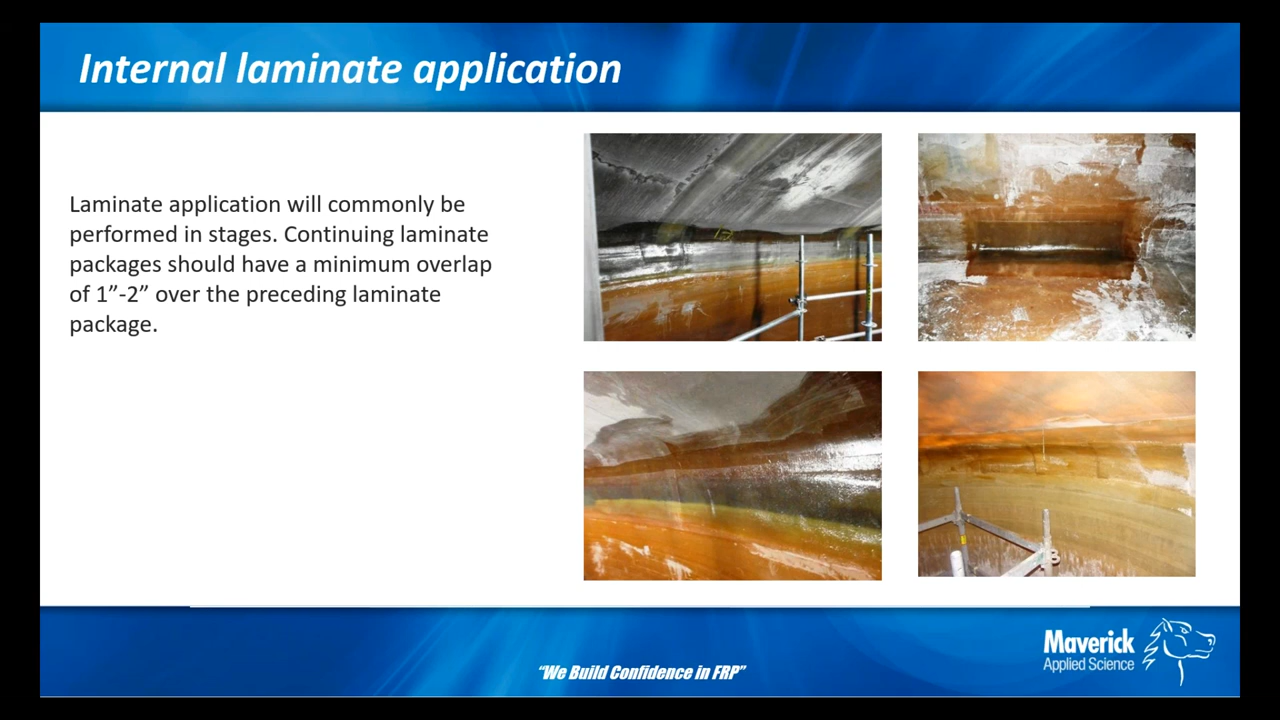 Internal laminate application
Laminate application will commonly be
performed in stages. Continuing laminate
packages should have a minimum overlap
of 1”-2” over the preceding laminate
package.
“We Build Confidence in FRP”
Maverick
Applied Science